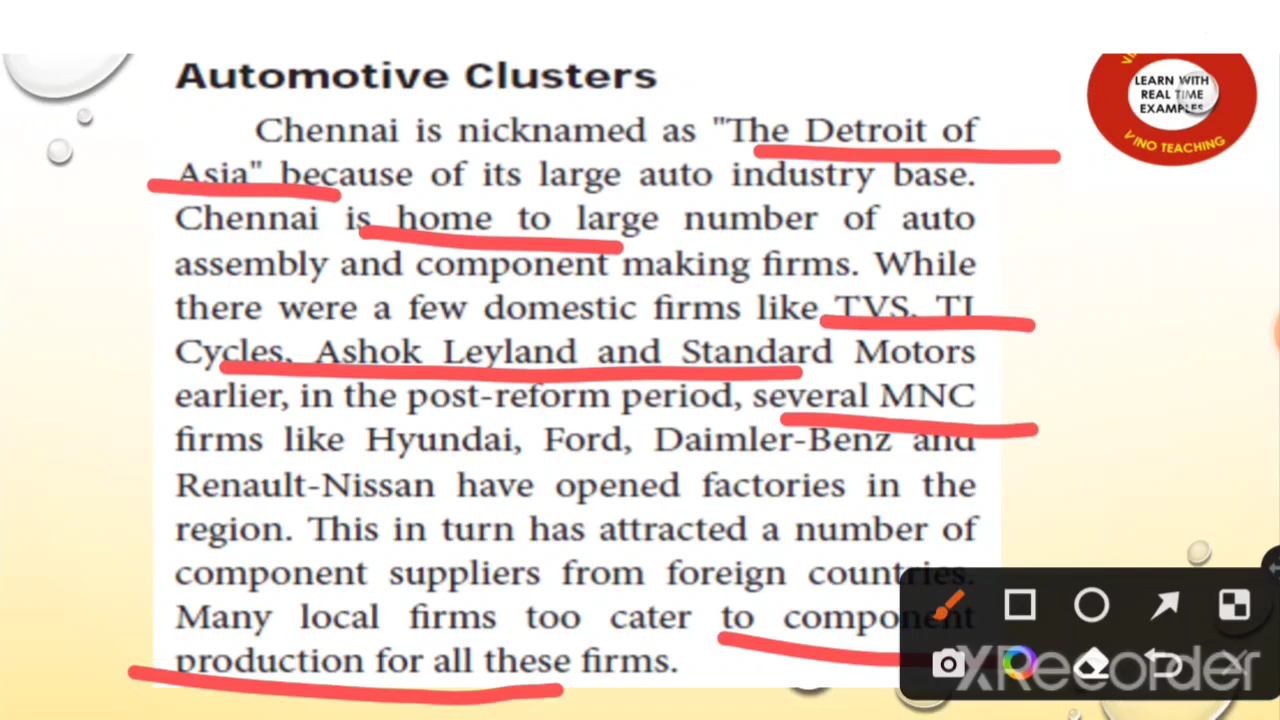 Automotive Clusters
Chennai is nicknamed as "The Detroit of
Asia" because of its large auto industry base.
Chennai is home to large number of auto
assembly and component making firms. While
there were a few domestic firms like TVS, TI
Cycles, Ashok Leyland and Standard Motors
earlier, in the post-reform period, several MNC
firms like Hyundai, Ford, Daimler-Benz and
Renault-Nissan have opened factories in the
region. This in turn has attracted a number of
component suppliers from foreign countries.
Many local firms too cater to component
production for all these firms.
LEARN WITH
REAL TIME
EXAMPLES
VINO TEACHING
XRecorder